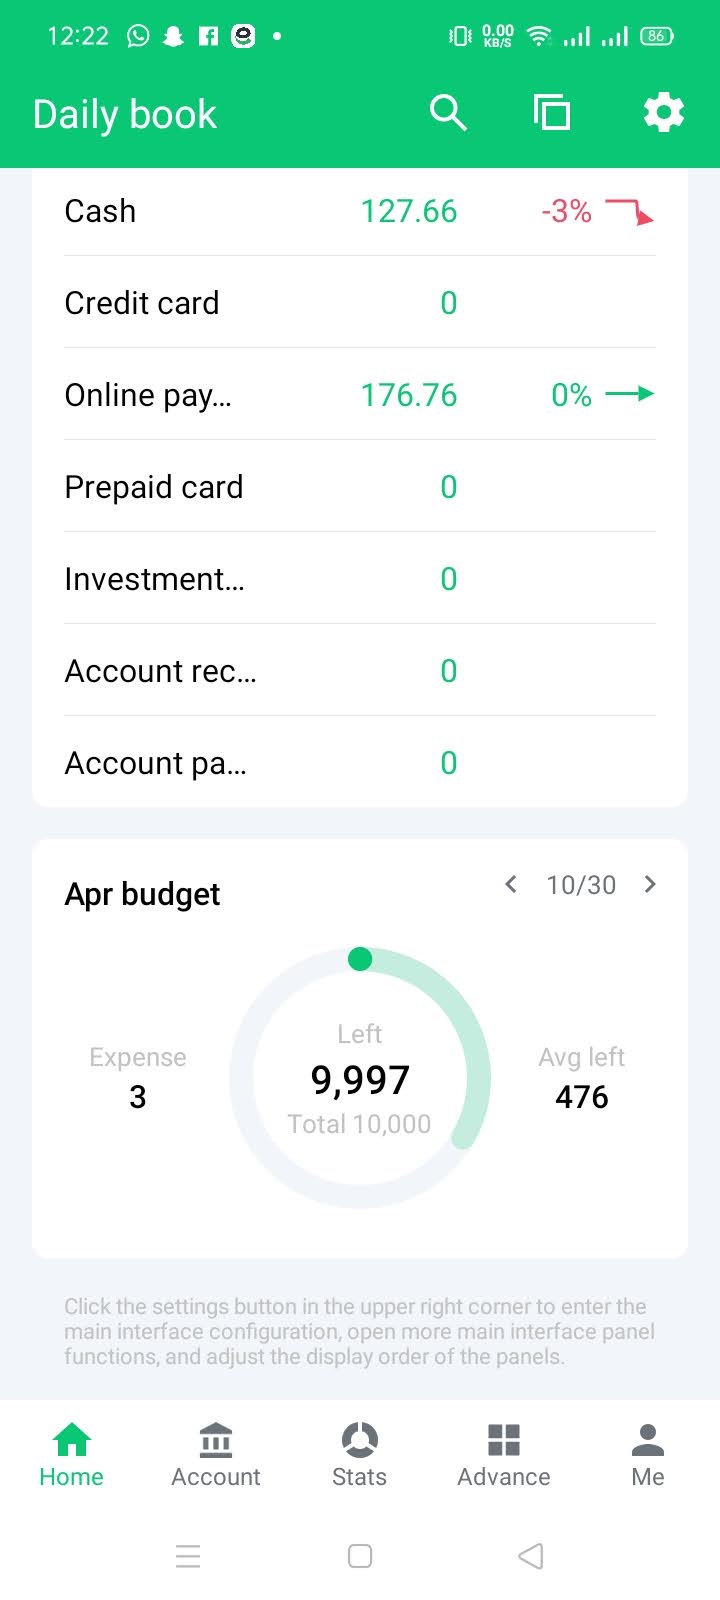 12:22 0.00 KB/S 86
Daily book
Cash 127.66 -3%
Credit card 0
Online pay... 176.76 0%
Prepaid card 0
Investment... 0
Account rec... 0
Account pa... 0
Apr budget 10/30
Left
Expense 9,997 Avg left
3 Total 10,000 476
Click the settings button in the upper right corner to enter the
main interface configuration, open more main interface panel
functions, and adjust the display order of the panels.
Home Account Stats Advance Me